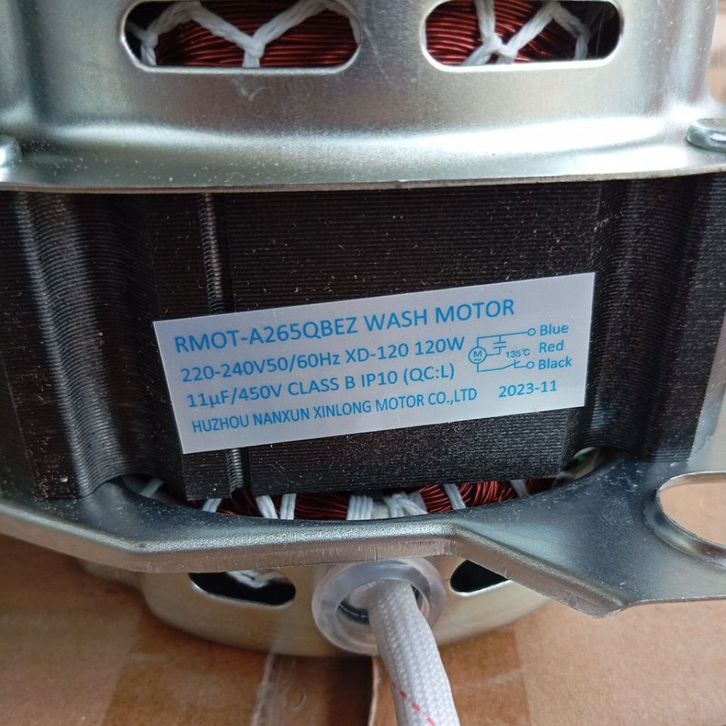 RMOT-A265QBEZ WASH MOTOR
220-240V50/60Hz XD-120 120W
11μF/450V CLASS B IP10 (QC:L)
HUZHOU NANXUN XINLONG MOTOR CO.,LTD
M
135℃
Blue
Red
Black
2023-11